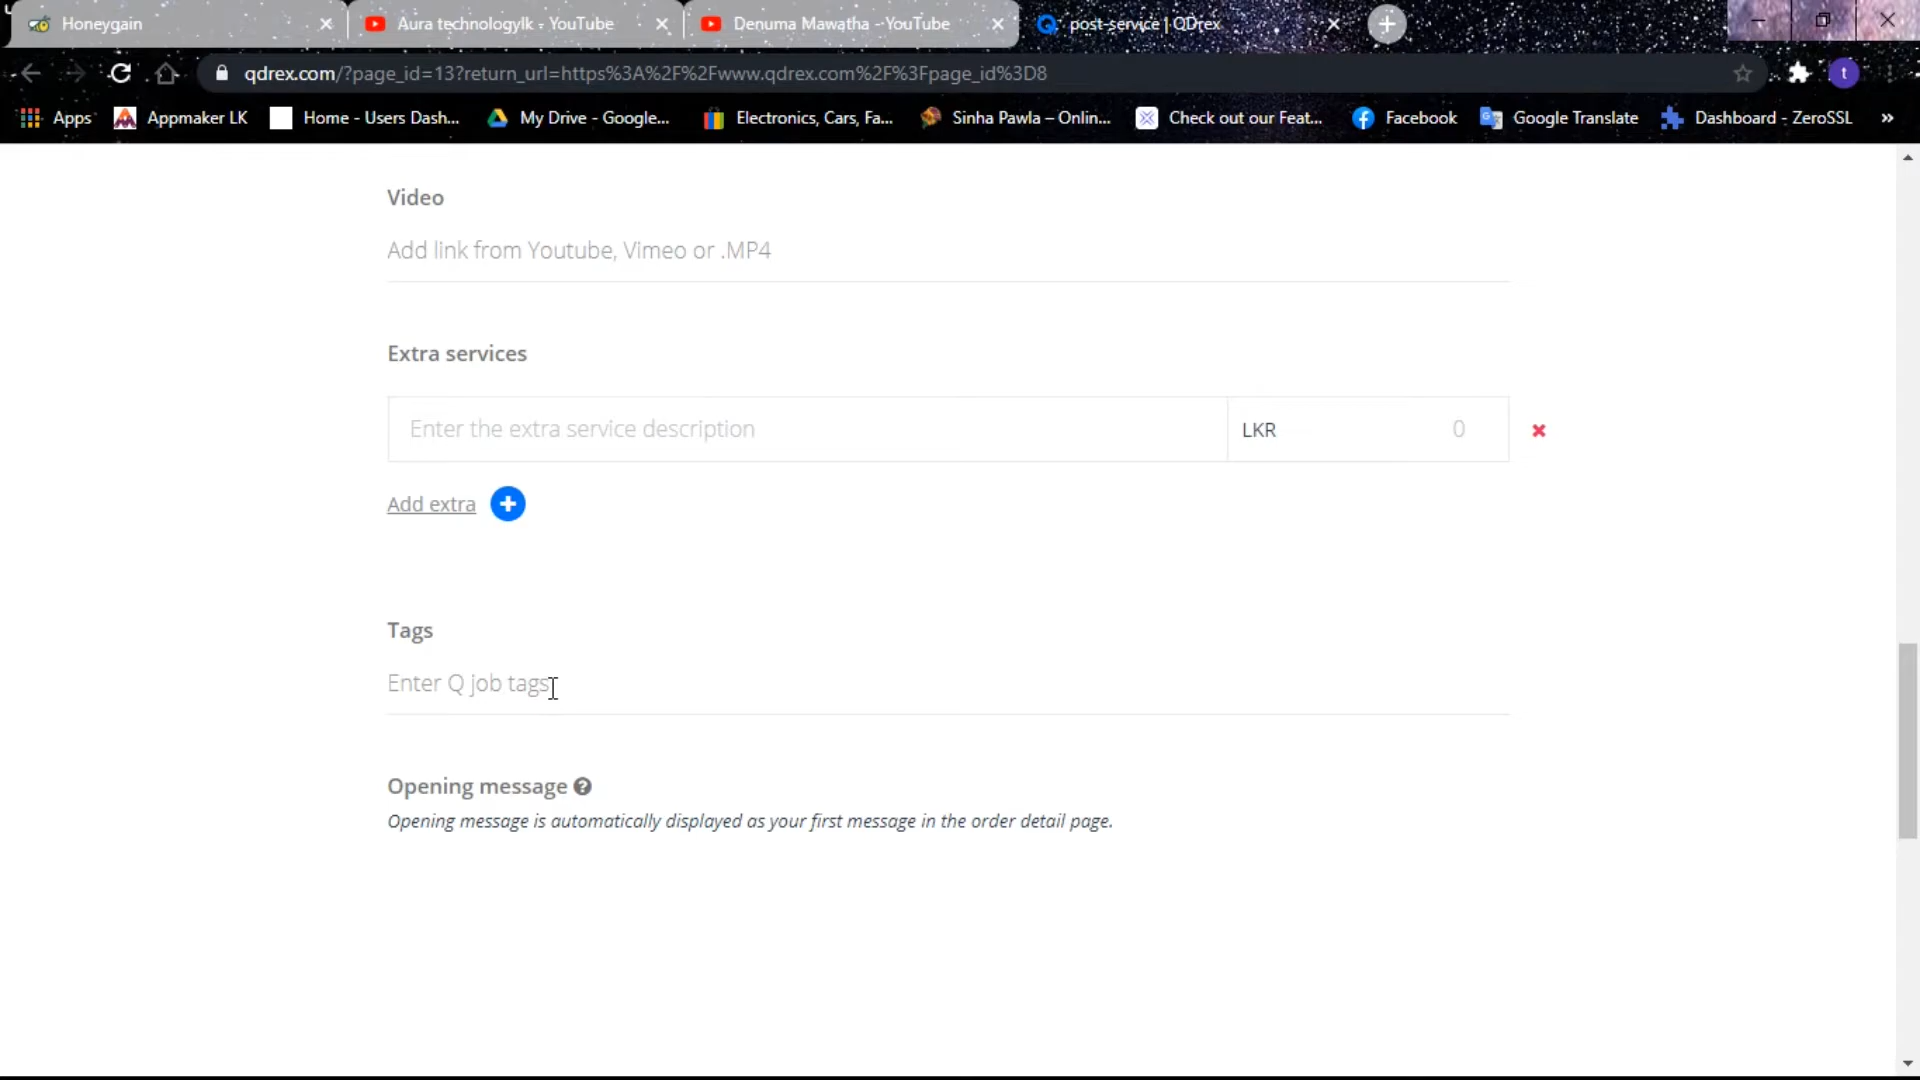 Honeygain
Aura technologylk - YouTube
Denuma Mawatha - YouTube
post-service | QDrex
qdrex.com/?page_id=13?return_url=https%3A%2F%2Fwww.qdrex.com%2F%3Fpage_id%3D8
t
Apps
Appmaker LK
Home - Users Dash...
My Drive - Google...
Electronics, Cars, Fa...
Sinha Pawla – Onlin...
Check out our Feat...
Facebook
Google Translate
Dashboard - ZeroSSL
»
Video
Add link from Youtube, Vimeo or .MP4
Extra services
Enter the extra service description
LKR 0
Add extra
Tags
Enter Q job tags
Opening message
Opening message is automatically displayed as your first message in the order detail page.